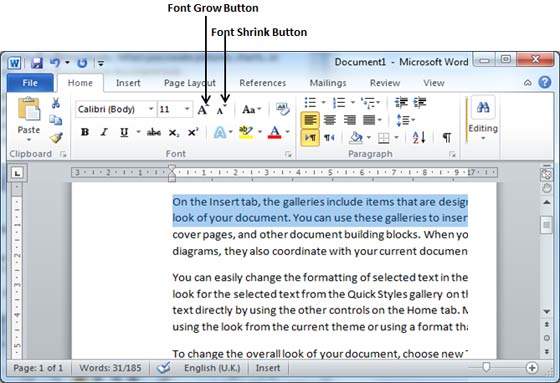 Font Grow Button
Font Shrink Button
Document1 - Microsoft Word
File Home Insert Page Layout References Mailings Review View
Calibri (Body) 11
Paste
Editing
Clipboard Font Paragraph
On the Insert tab, the galleries include items that are desig
look of your document. You can use these galleries to inser
cover pages, and other document building blocks. When yo
diagrams, they also coordinate with your current documen
You can easily change the formatting of selected text in the
look for the selected text from the Quick Styles gallery on th
text directly by using the other controls on the Home tab. M
using the look from the current theme or using a format tha
To change the overall look of your document, choose new T
Page: 1 of 1 Words: 31/185 English (U.K.) Insert